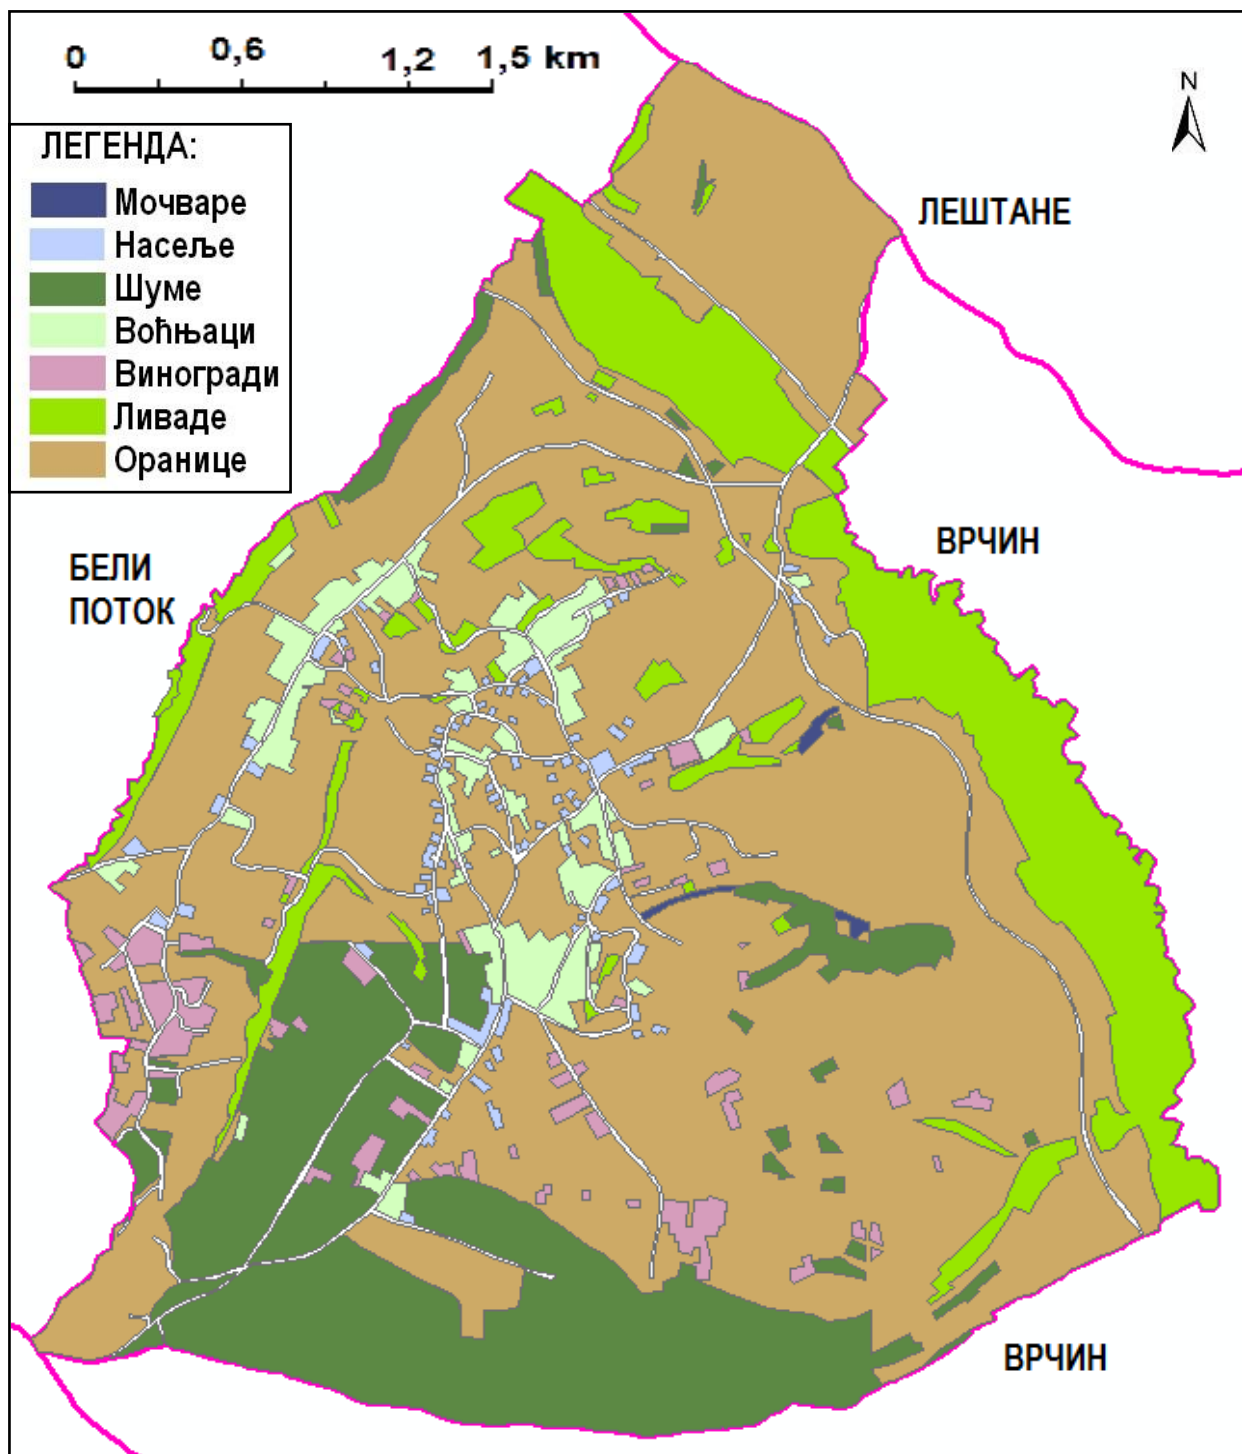 0 0,6 1,2 1,5 km
N
ЛЕГЕНДА:
Мочваре
Насеље
Шуме
Воћњаци
Виногради
Ливаде
Оранице
ЛЕШТАНЕ
ВРЧИН
БЕЛИ
ПОТОК
ВРЧИН